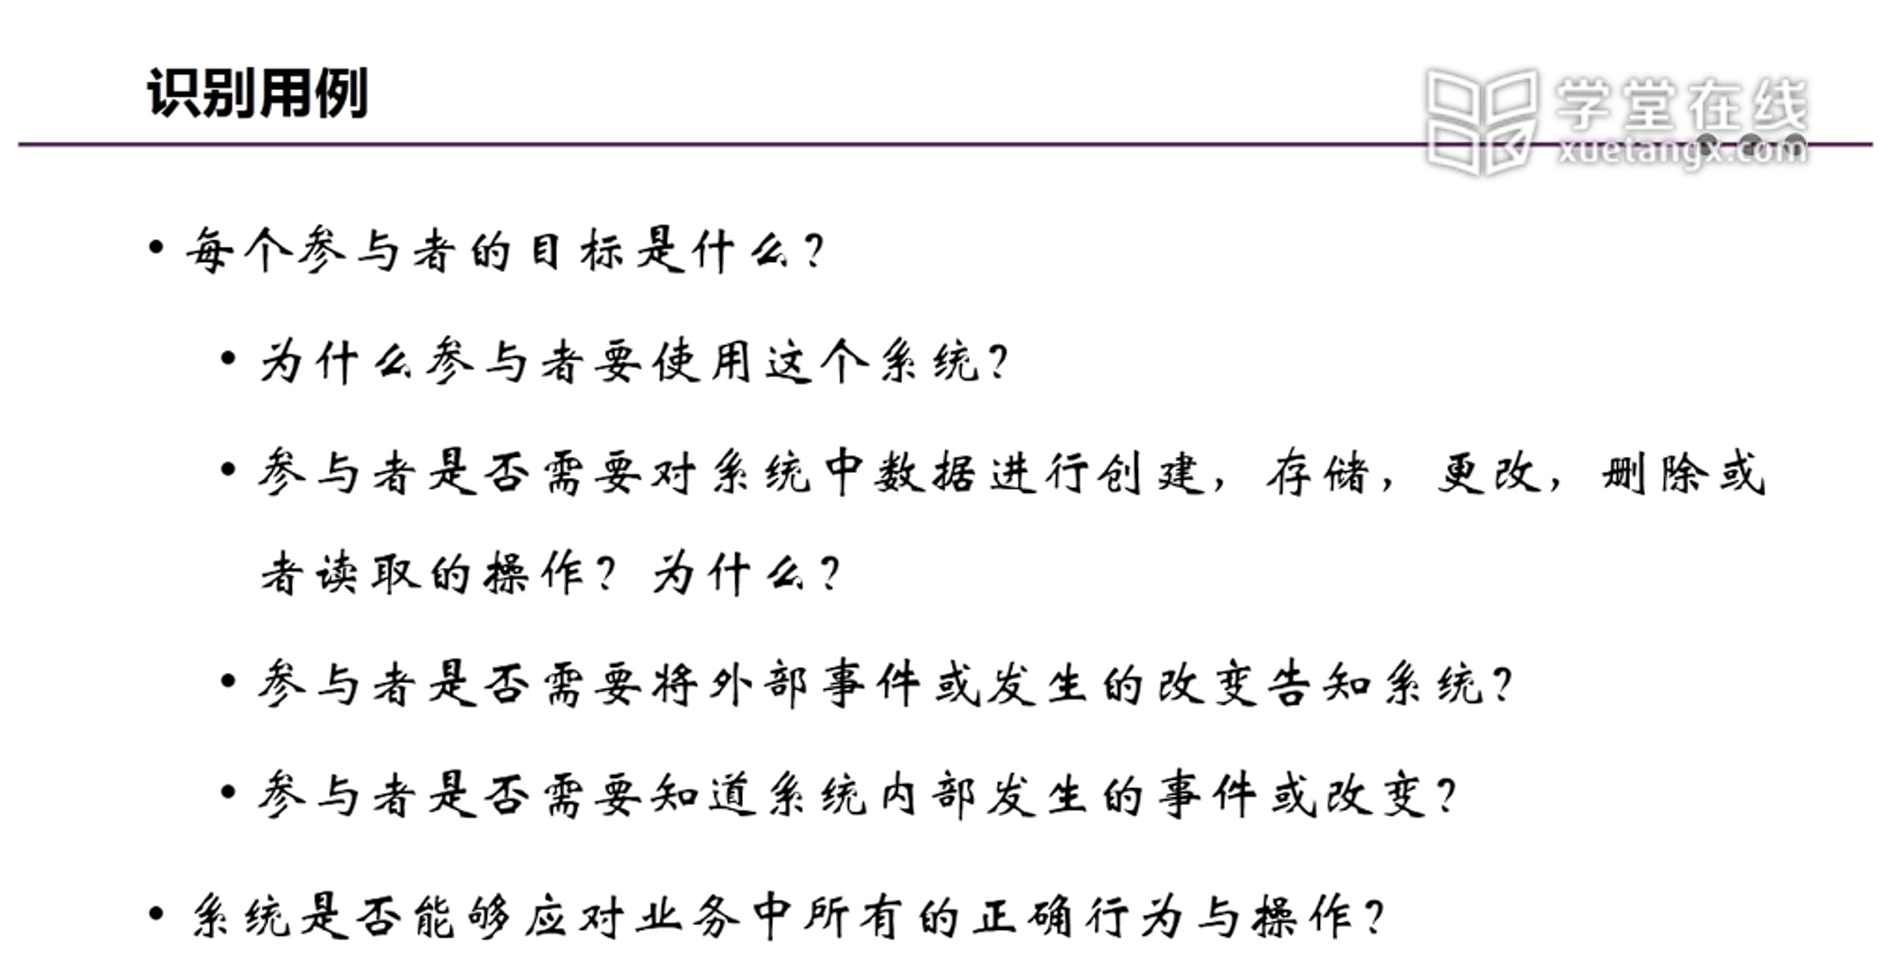 识别用例
学堂在线
xuetangx.com
• 每个参与者的目标是什么？
• 为什么参与者要使用这个系统？
• 参与者是否需要对系统中数据进行创建，存储，更改，删除或
者读取的操作？为什么？
• 参与者是否需要将外部事件或发生的改变告知系统？
• 参与者是否需要知道系统内部发生的事件或改变？
• 系统是否能够应对业务中所有的正确行为与操作？